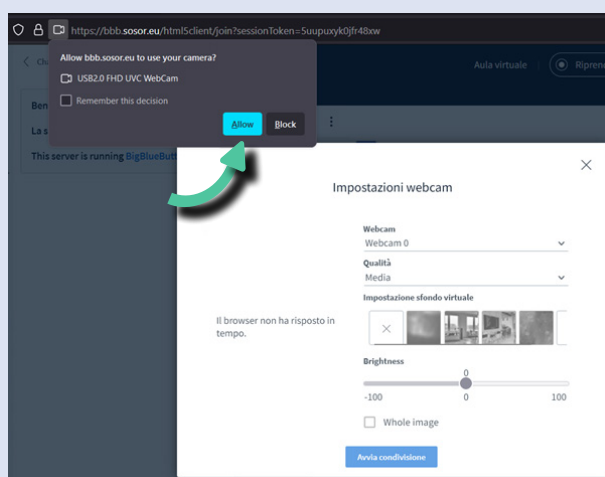 https://bbb.sosor.eu/html5client/join?sessionToken=5uupuxyk0jfr48xw
Allow bbb.sosor.eu to use your camera?
USB2.0 FHD UVC WebCam
Remember this decision
Allow Block
Aula virtuale
Ben
La s
This server is running BigBlueButt
Impostazioni webcam
Webcam
Webcam 0
Qualità
Media
Impostazione sfondo virtuale
Il browser non ha risposto in
tempo.
Brightness
0
-100 0 100
Whole image
Avvia condivisione